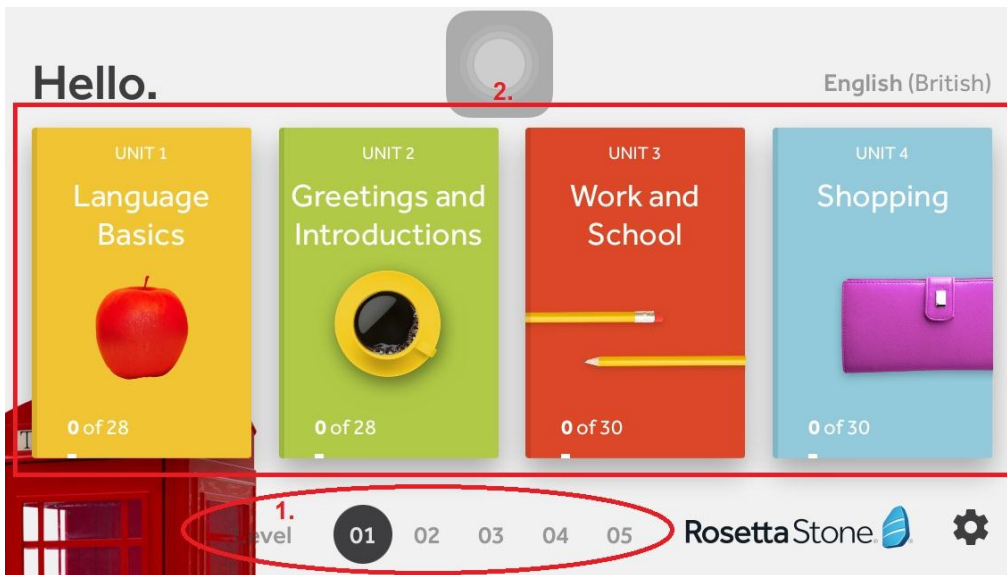 2.
Hello.
English (British)
UNIT 1
Language
Basics
0 of 28
UNIT 2
Greetings and
Introductions
0 of 28
UNIT 3
Work and
School
0 of 30
UNIT 4
Shopping
0 of 30
1.
Level 01 02 03 04 05
Rosetta Stone